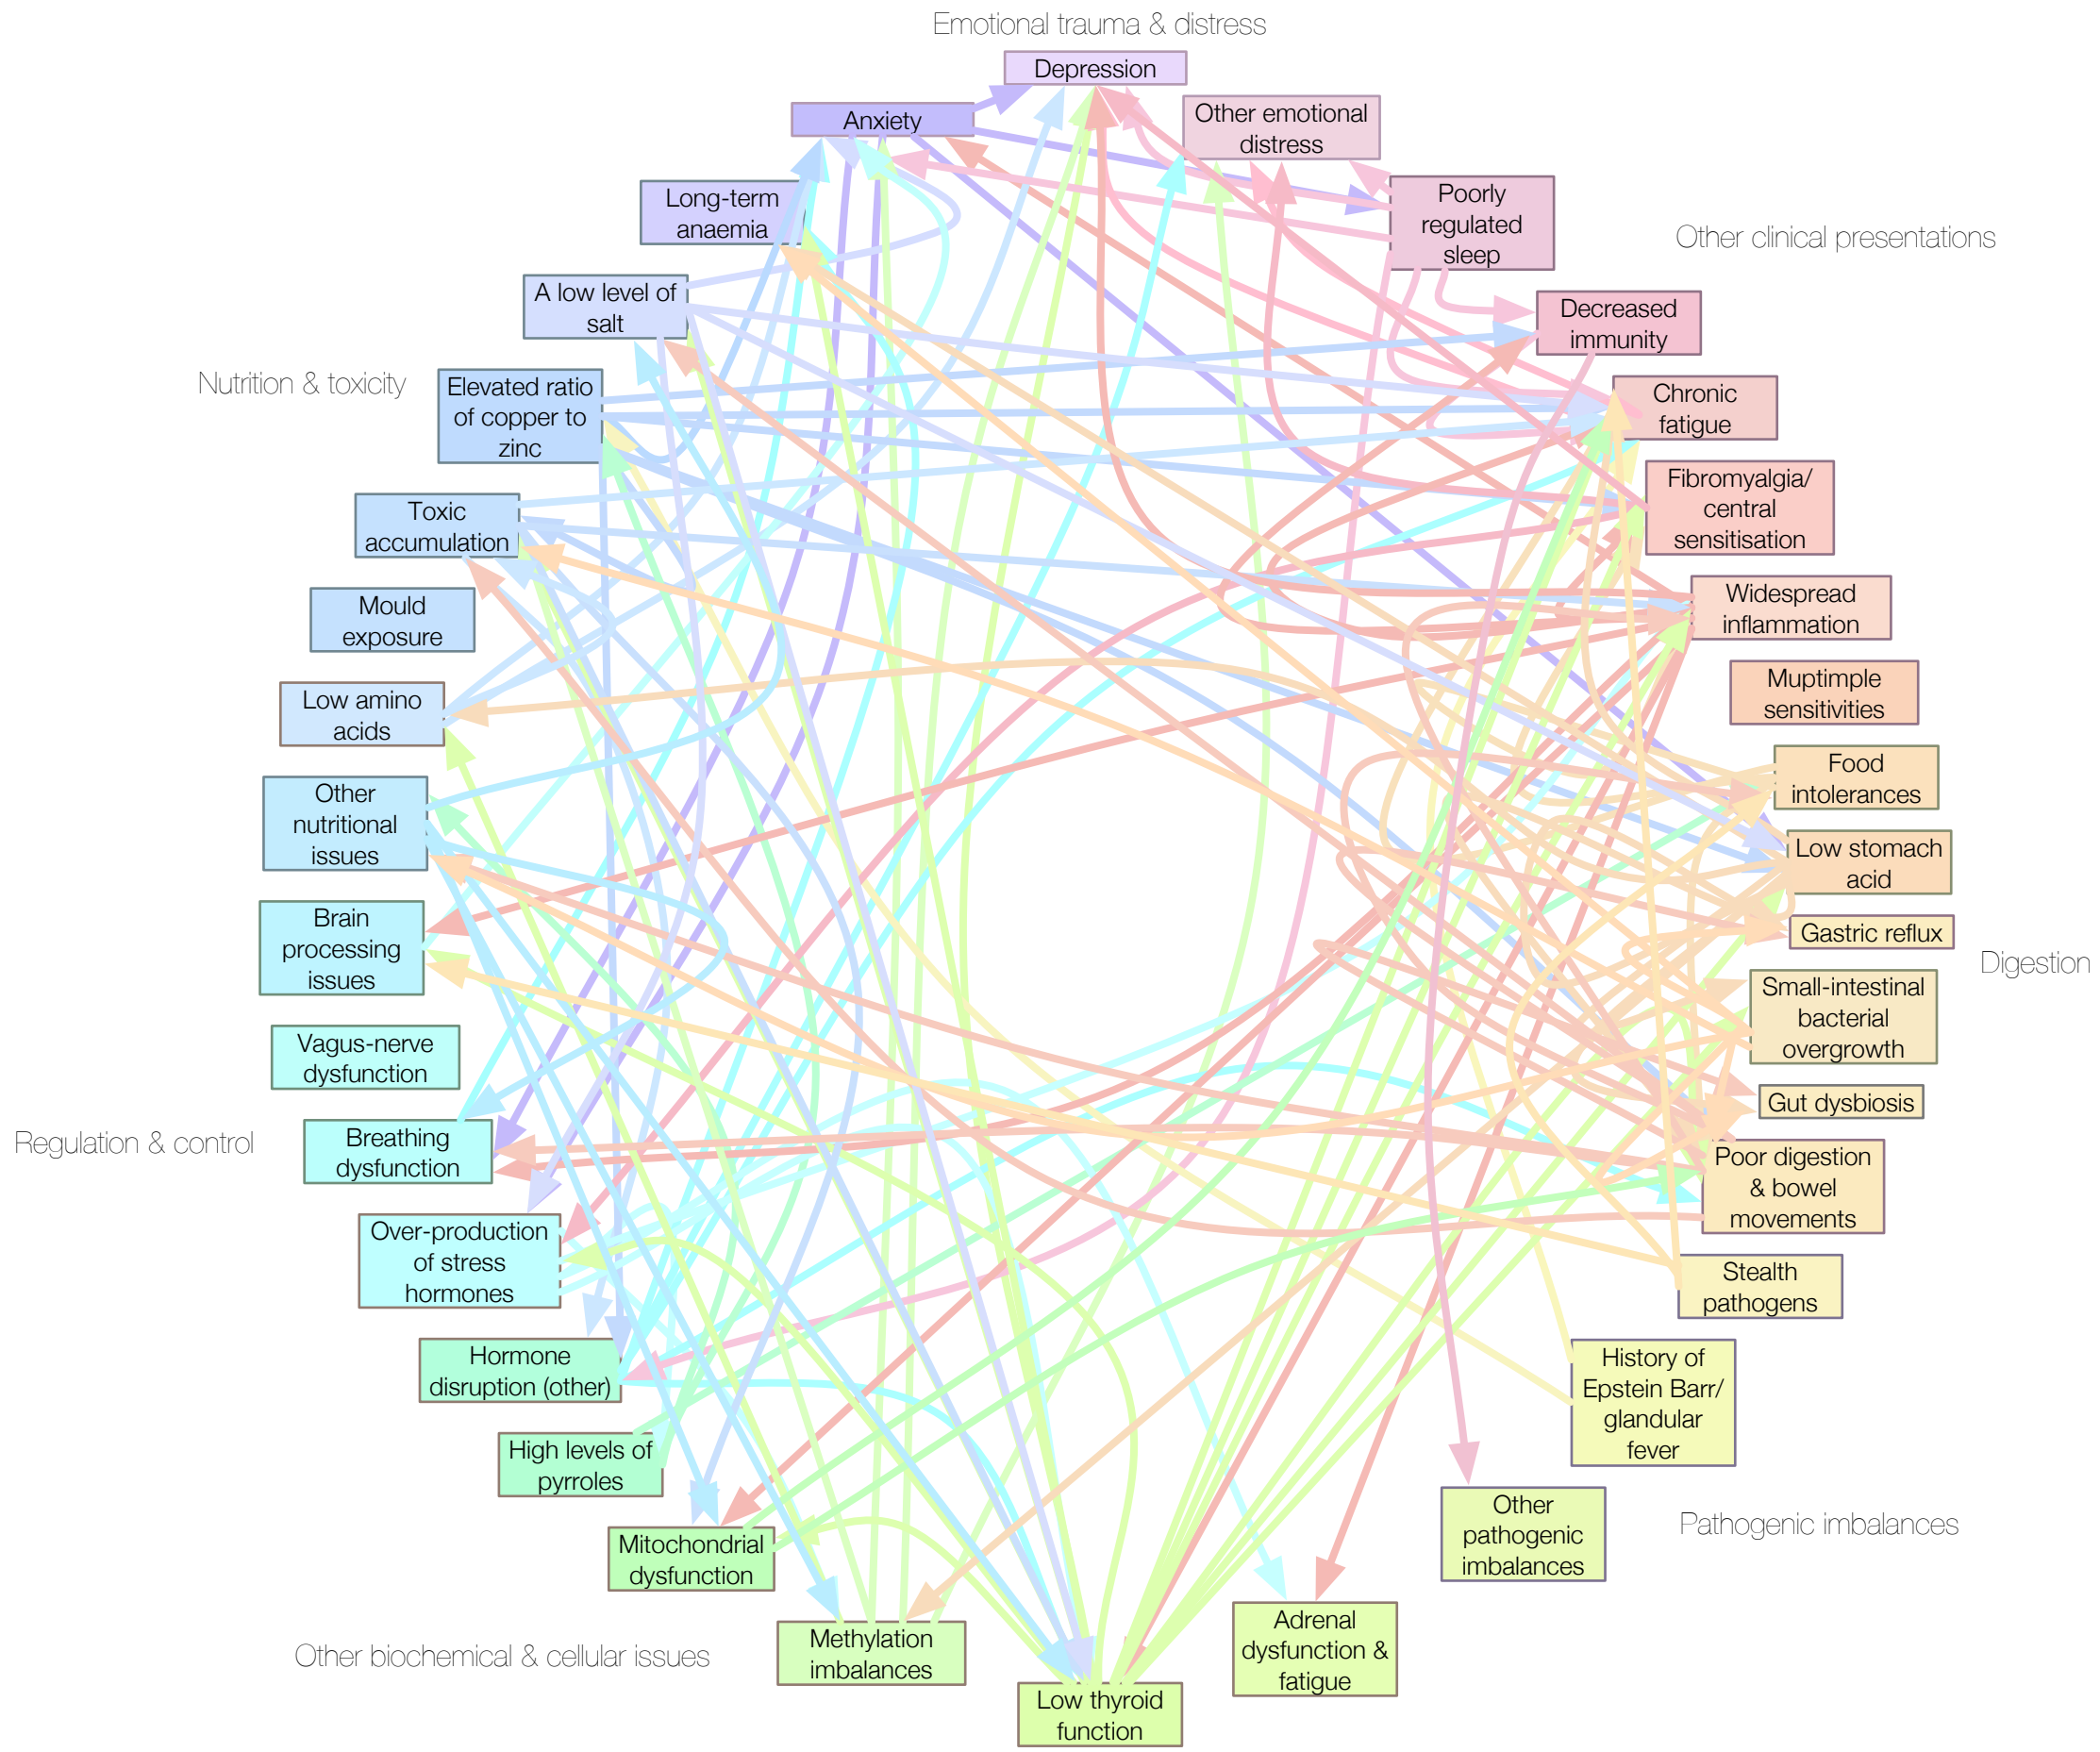 Emotional trauma & distress
Depression
Anxiety
Other emotional
distress
Long-term
anaemia
Poorly
regulated
sleep
Other clinical presentations
A low level of
salt
Decreased
immunity
Nutrition & toxicity
Elevated ratio
of copper to
zinc
Chronic
fatigue
Toxic
accumulation
Fibromyalgia/
central
sensitisation
Mould
exposure
Widespread
inflammation
Low amino
acids
Muptimple
sensitivities
Other
nutritional
issues
Food
intolerances
Low stomach
acid
Brain
processing
issues
Gastric reflux
Digestion
Vagus-nerve
dysfunction
Small-intestinal
bacterial
overgrowth
Gut dysbiosis
Regulation & control
Breathing
dysfunction
Poor digestion
& bowel
movements
Over-production
of stress
hormones
Stealth
pathogens
Hormone
disruption (other)
History of
Epstein Barr/
glandular
fever
High levels of
pyrroles
Other
pathogenic
imbalances
Pathogenic imbalances
Mitochondrial
dysfunction
Other biochemical & cellular issues
Methylation
imbalances
Adrenal
dysfunction &
fatigue
Low thyroid
function